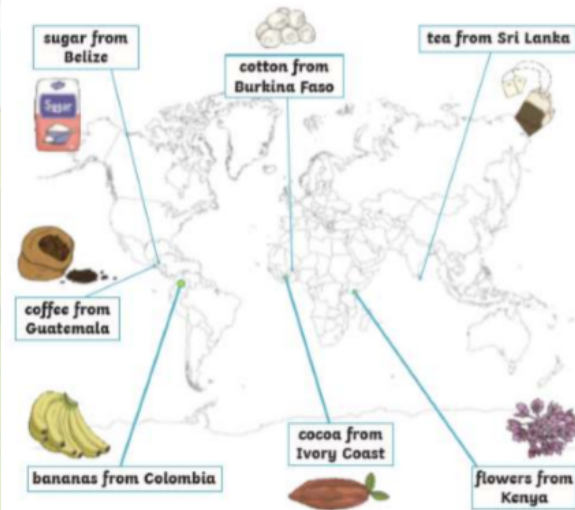 sugar from
Belize
cotton from
Burkina Faso
tea from Sri Lanka
Sugar
coffee from
Guatemala
bananas from Colombia
cocoa from
Ivory Coast
flowers from
Kenya